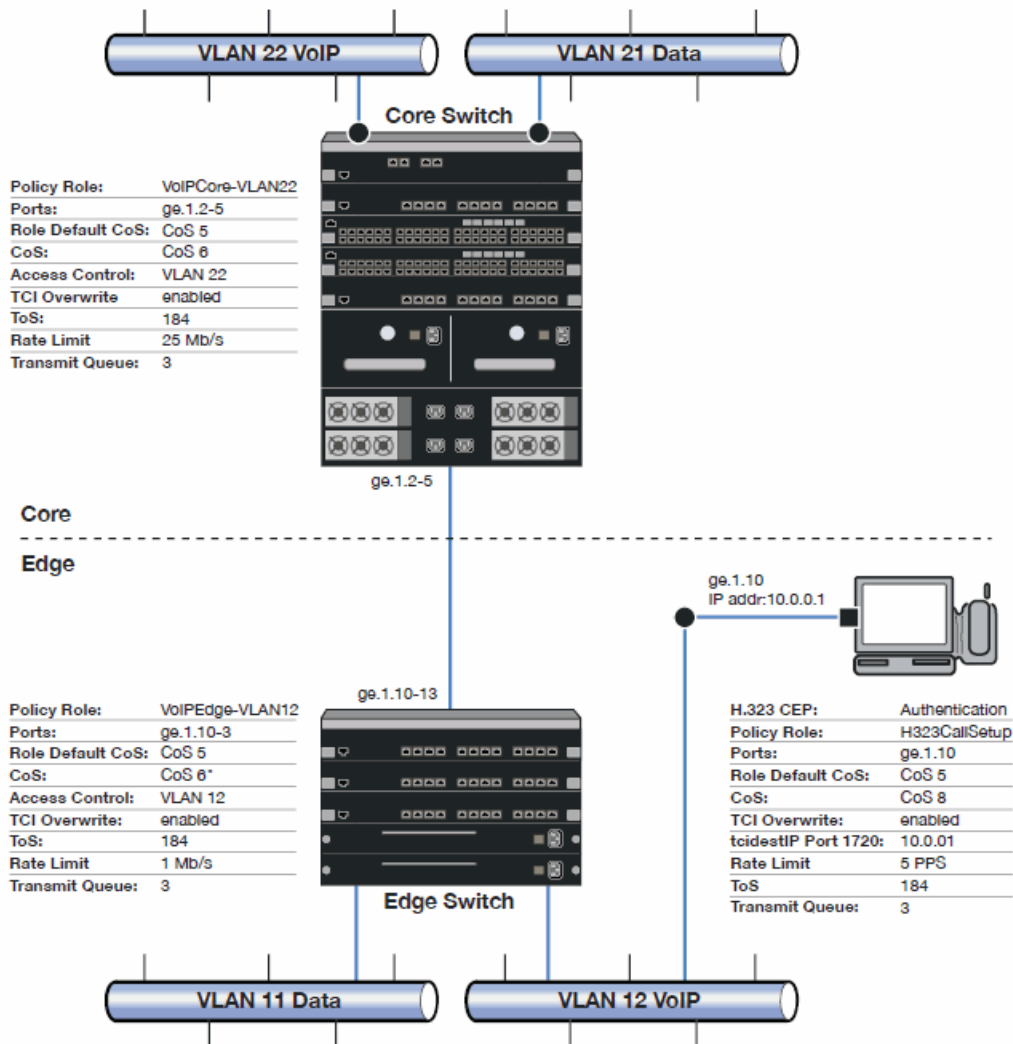 VLAN 22 VoIP
VLAN 21 Data
Core Switch
Policy Role: VoIPCore-VLAN22
Ports: ge.1.2-5
Role Default CoS: CoS 5
CoS: CoS 6
Access Control: VLAN 22
TCI Overwrite enabled
ToS: 184
Rate Limit 25 Mb/s
Transmit Queue: 3
ge.1.2-5
Core
Edge
ge.1.10
IP addr:10.0.0.1
ge.1.10-13
Policy Role: VoIPEdge-VLAN12
Ports: ge.1.10-3
Role Default CoS: CoS 5
CoS: CoS 6*
Access Control: VLAN 12
TCI Overwrite: enabled
ToS: 184
Rate Limit 1 Mb/s
Transmit Queue: 3
Edge Switch
H.323 CEP: Authentication
Policy Role: H323CallSetup
Ports: ge.1.10
Role Default CoS: CoS 5
CoS: CoS 8
TCI Overwrite: enabled
tcidestIP Port 1720: 10.0.01
Rate Limit 5 PPS
ToS 184
Transmit Queue: 3
VLAN 11 Data
VLAN 12 VoIP